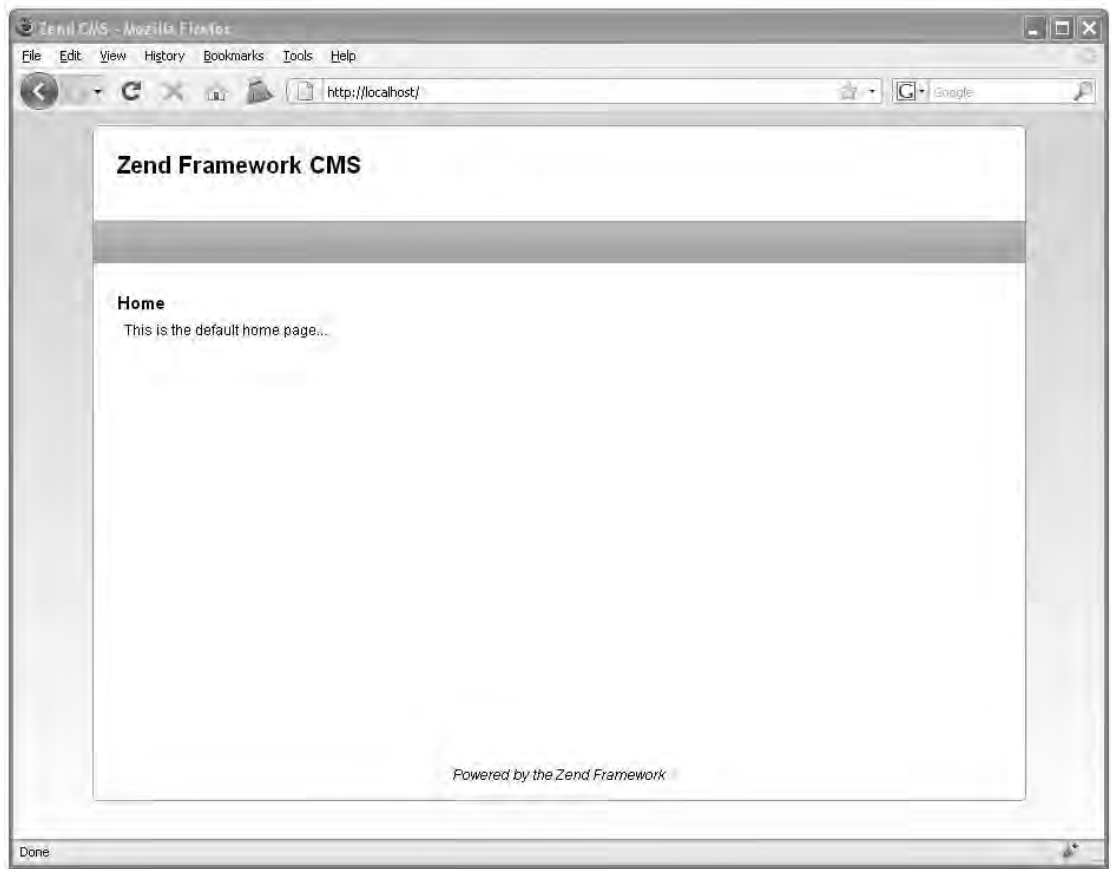 Zend CMS - Mozilla Firefox
File Edit View History Bookmarks Tools Help
http://localhost/
G Google
Zend Framework CMS
Home
This is the default home page...
Powered by the Zend Framework
Done